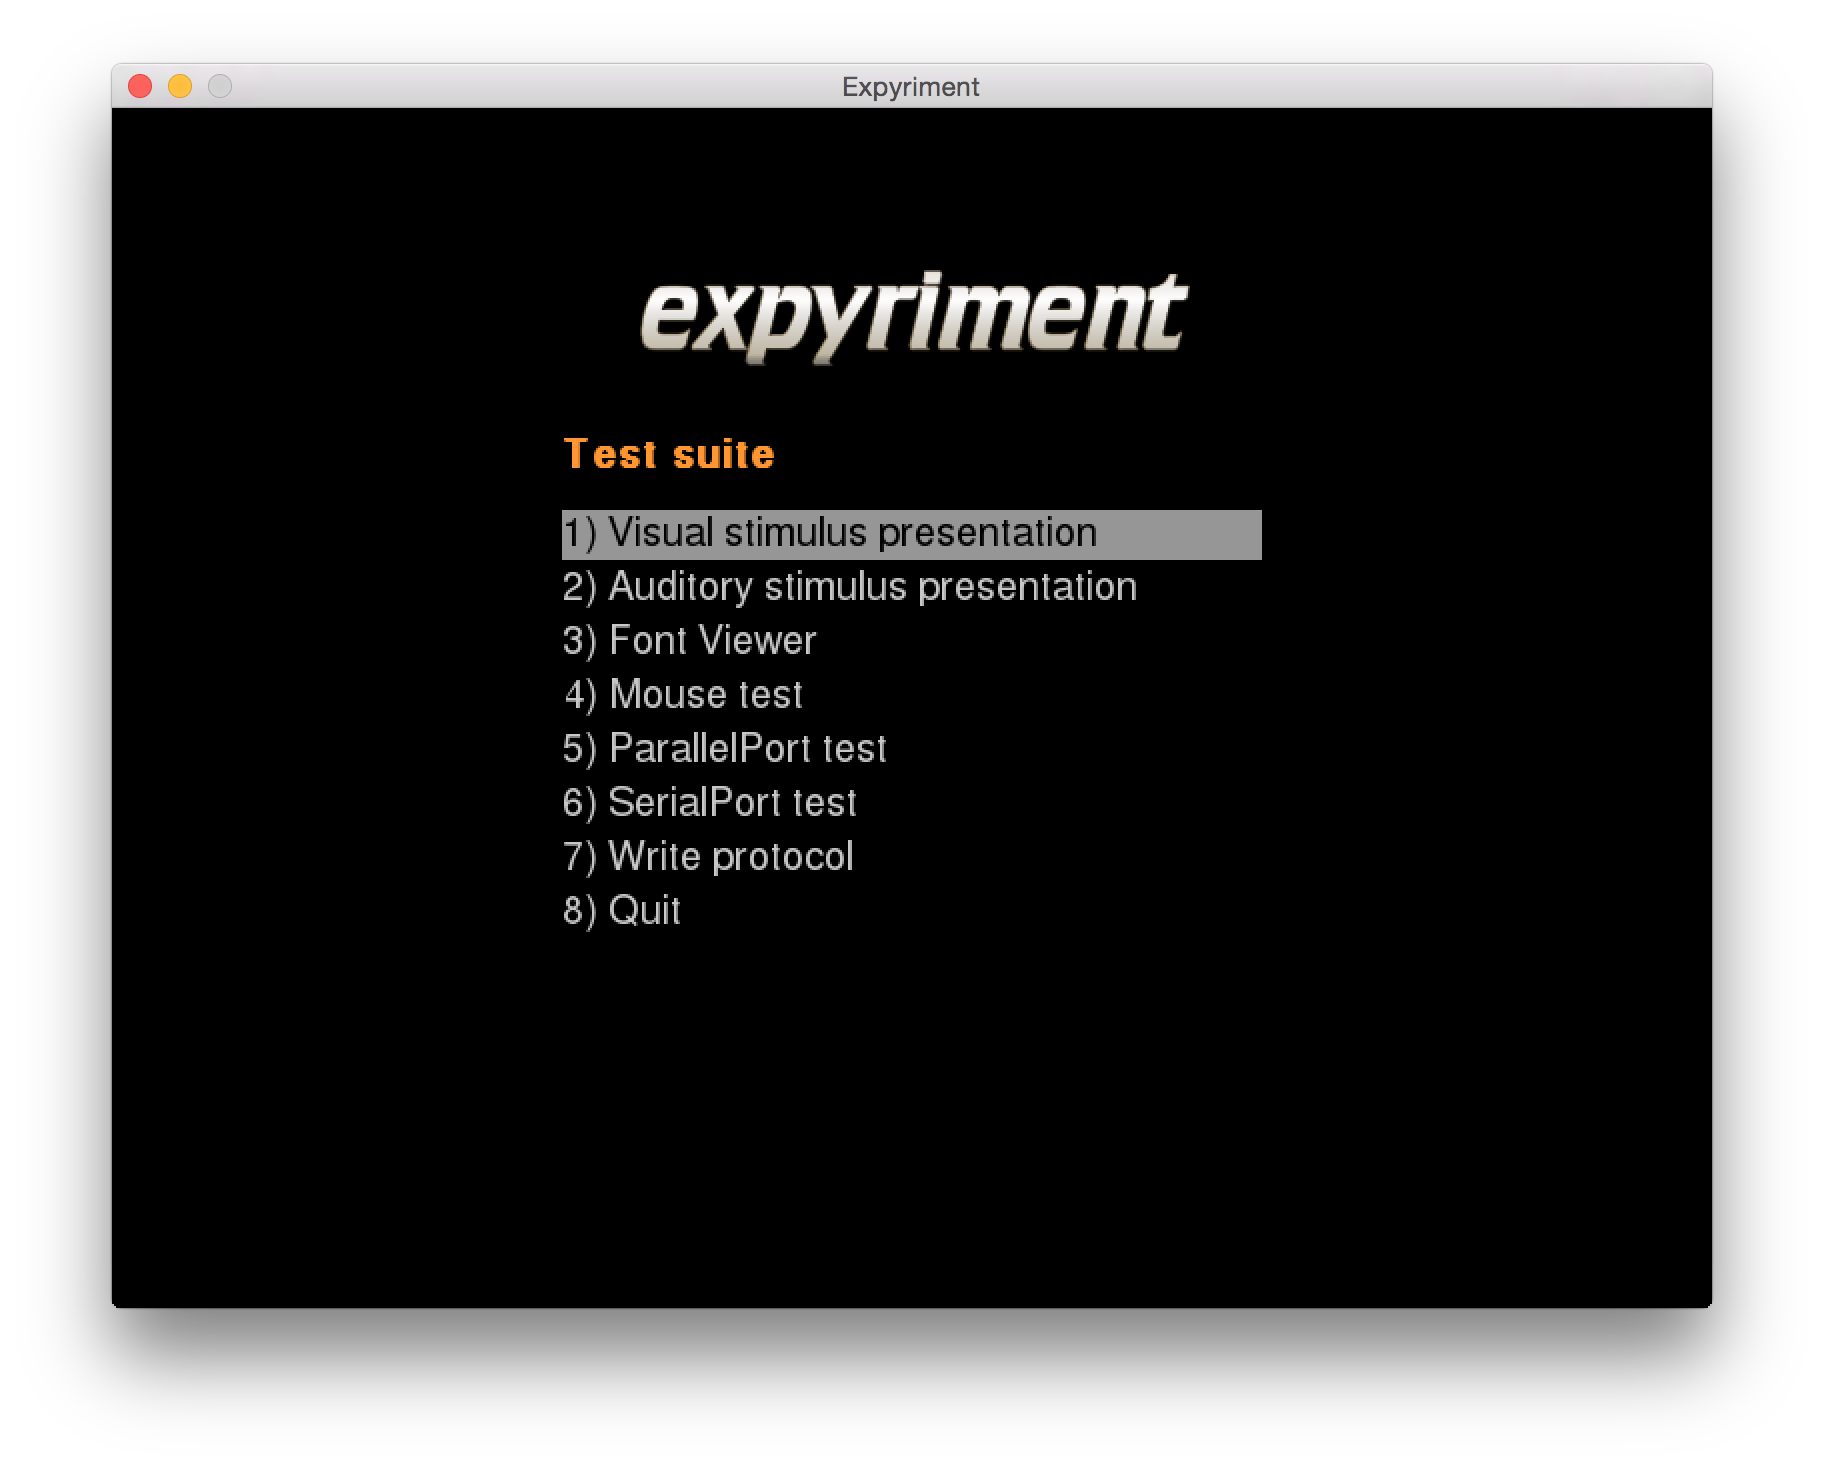 Expyriment
expyriment
Test suite
1) Visual stimulus presentation
2) Auditory stimulus presentation
3) Font Viewer
4) Mouse test
5) ParallelPort test
6) SerialPort test
7) Write protocol
8) Quit